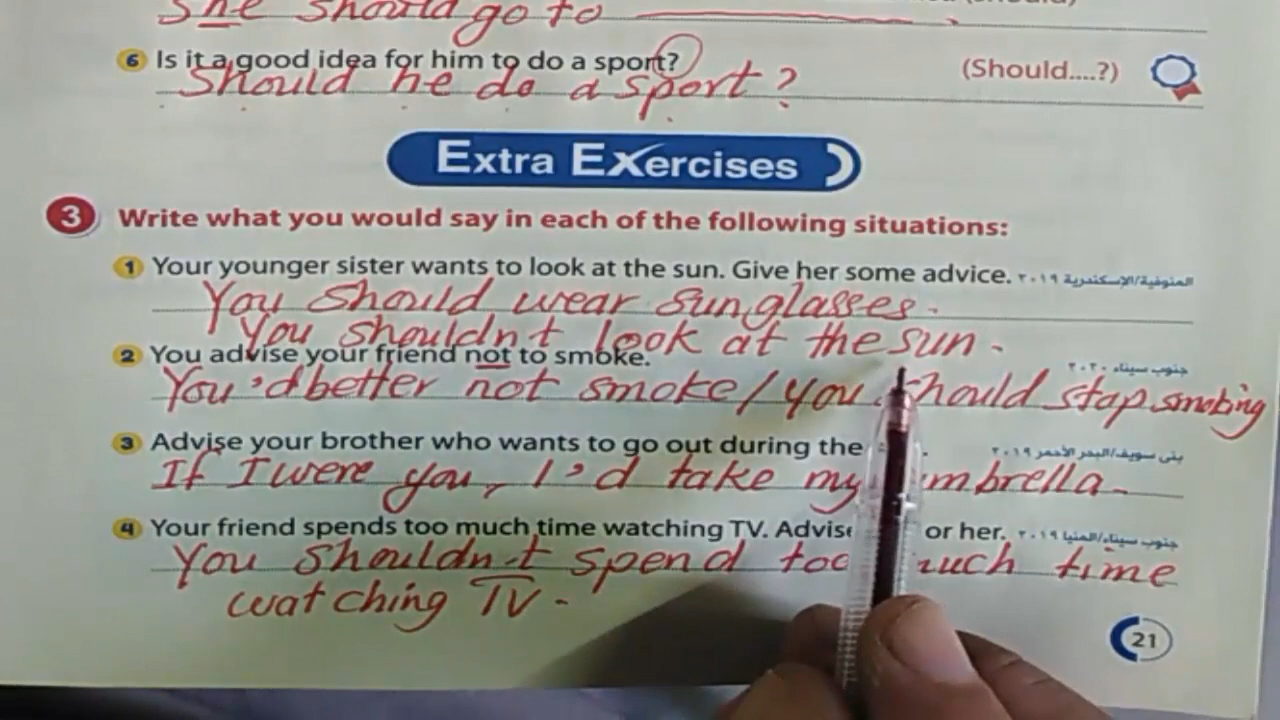 She should go to .
6 Is it a good idea for him to do a sport? (Should....?)
Should he do a sport?
Extra Exercises
3 Write what you would say in each of the following situations:
1 Your younger sister wants to look at the sun. Give her some advice. المنوفية/الإسكندرية ٢٠١٩
You should wear sunglasses.
You shouldn't look at the sun.
2 You advise your friend not to smoke. جنوب سيناء ٢٠٢٠
You'd better not smoke / you should stop smoking
3 Advise your brother who wants to go out during the . بنى سويف/البحر الأحمر ٢٠١٩
If I were you, I'd take my umbrella.
4 Your friend spends too much time watching TV. Advise or her. جنوب سيناء/المنيا ٢٠١٩
You shouldn't spend too much time
watching TV.
21